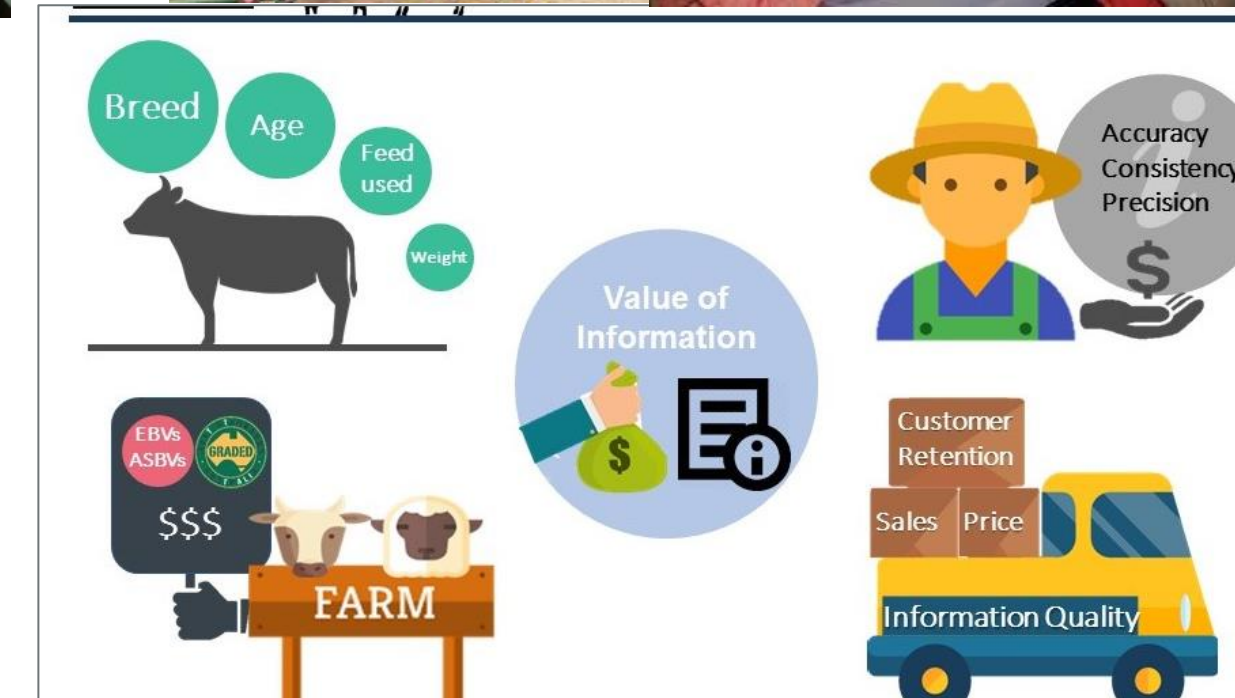 Breed
Age
Feed
used
Weight
Accuracy
Consistency
Precision
$
Value of
Information
$
EBVs
ASBVs
GRADED
$$$
FARM
Customer
Retention
Sales
Price
Information Quality